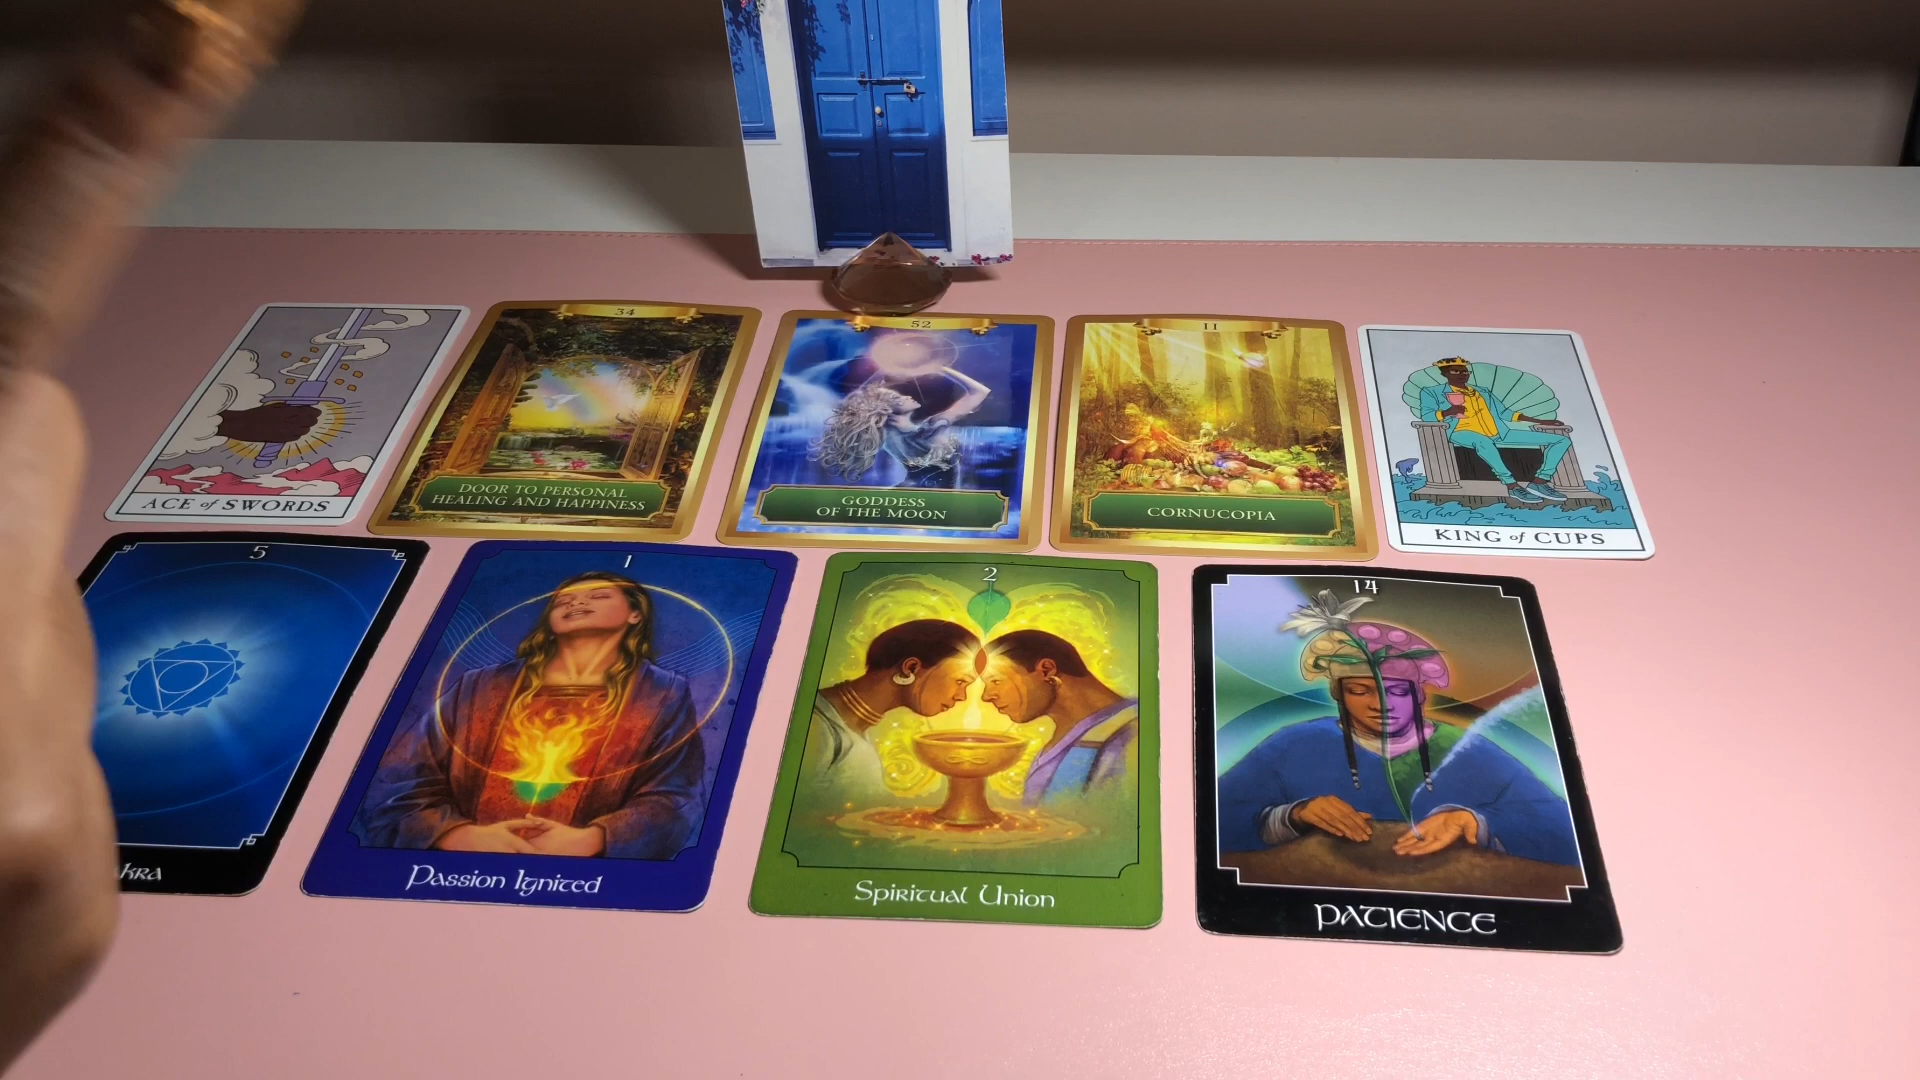 34
52
11
DOOR TO PERSONAL
HEALING AND HAPPINESS
GODDESS
OF THE MOON
CORNUCOPIA
ACE of SWORDS
KING of CUPS
5
1
2
14
Passion Ignited
Spiritual Union
PATIENCE